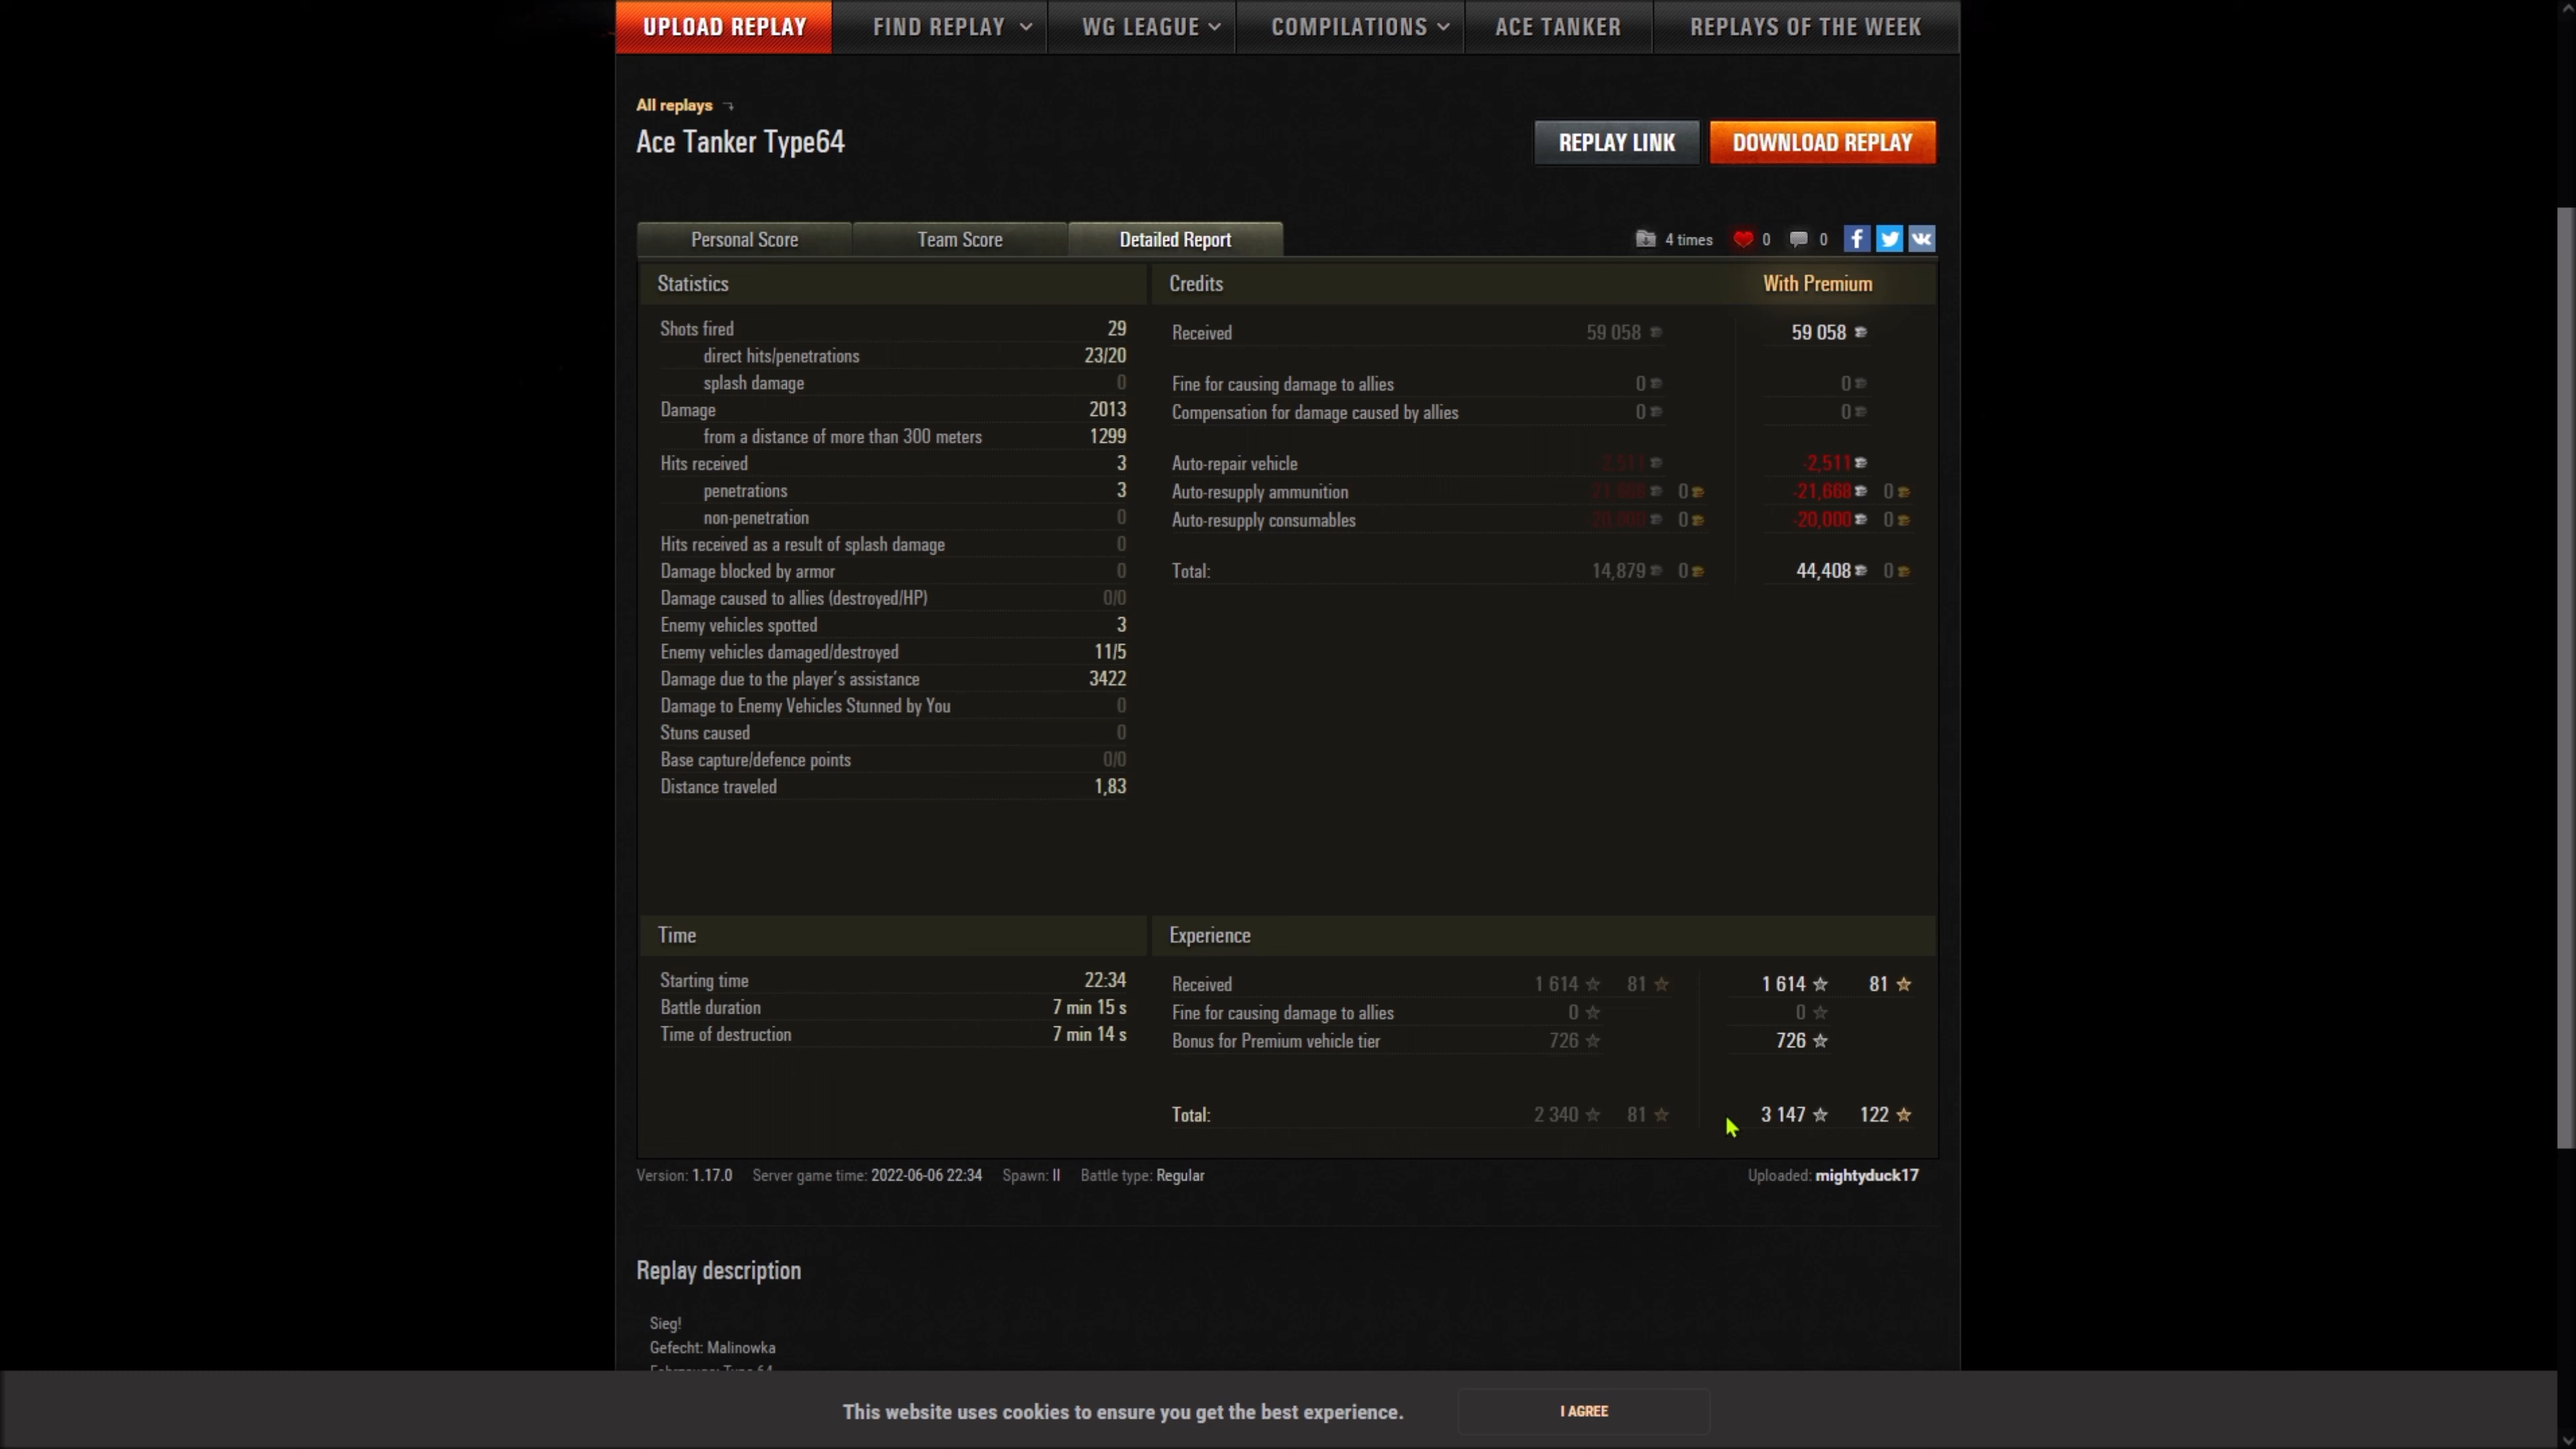 UPLOAD REPLAY FIND REPLAY WG LEAGUE COMPILATIONS ACE TANKER REPLAYS OF THE WEEK
All replays
Ace Tanker Type64
REPLAY LINK DOWNLOAD REPLAY
Personal Score Team Score Detailed Report 4 times 0 0
Statistics Credits With Premium
Shots fired 29
direct hits/penetrations 23/20
splash damage 0
Damage 2013
from a distance of more than 300 meters 1299
Hits received 3
penetrations 3
non-penetration 0
Hits received as a result of splash damage 0
Damage blocked by armor 0
Damage caused to allies (destroyed/HP) 0/0
Enemy vehicles spotted 3
Enemy vehicles damaged/destroyed 11/5
Damage due to the player's assistance 3422
Damage to Enemy Vehicles Stunned by You 0
Stuns caused 0
Base capture/defence points 0/0
Distance traveled 1,83
Received 59 058 59 058
Fine for causing damage to allies 0 0
Compensation for damage caused by allies 0 0
Auto-repair vehicle -2,511 -2,511
Auto-resupply ammunition -21,668 0 -21,668 0
Auto-resupply consumables -20,000 0 -20,000 0
Total: 14,879 0 44,408 0
Time
Starting time 22:34
Battle duration 7 min 15 s
Time of destruction 7 min 14 s
Experience
Received 1 614 81 1 614 81
Fine for causing damage to allies 0 0
Bonus for Premium vehicle tier 726 726
Total: 2 340 81 3 147 122
Version: 1.17.0 Server game time: 2022-06-06 22:34 Spawn: II Battle type: Regular Uploaded: mightyduck17
Replay description
Sieg!
Gefecht: Malinowka
Fahrzeug: Type 64
This website uses cookies to ensure you get the best experience. I AGREE